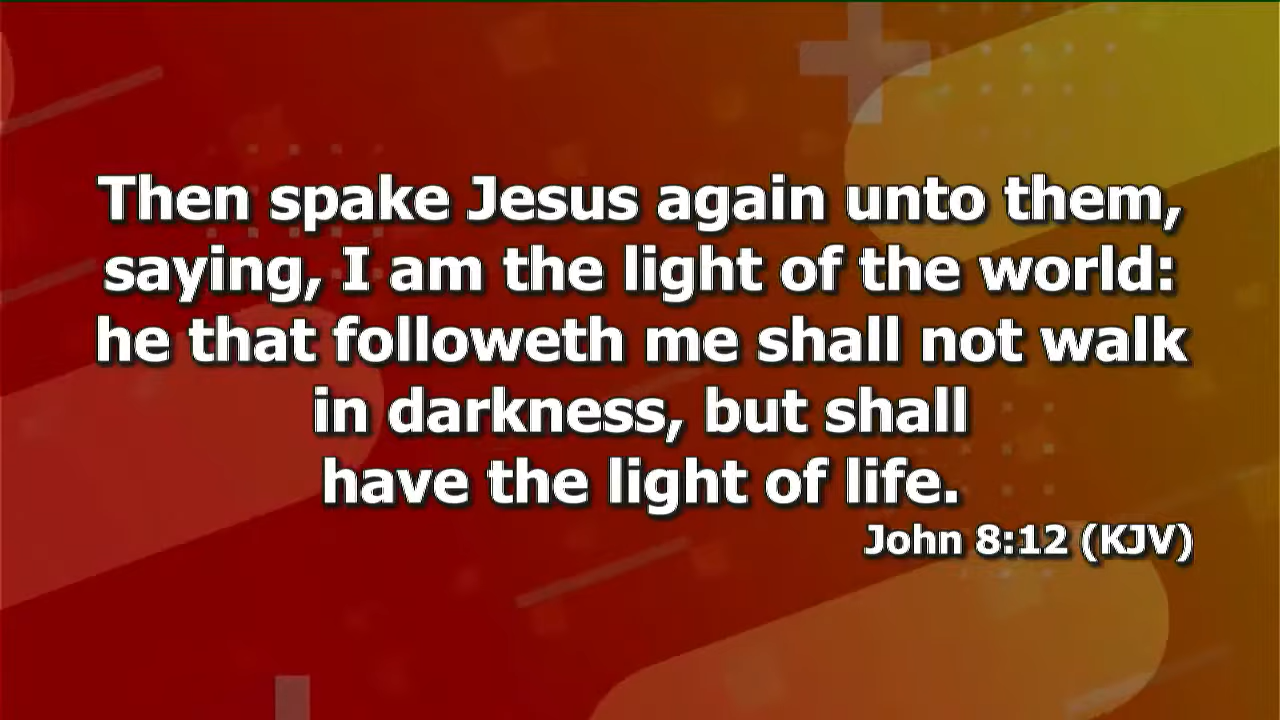 Then spake Jesus again unto them,
saying, I am the light of the world:
he that followeth me shall not walk
in darkness, but shall
have the light of life.
John 8:12 (KJV)